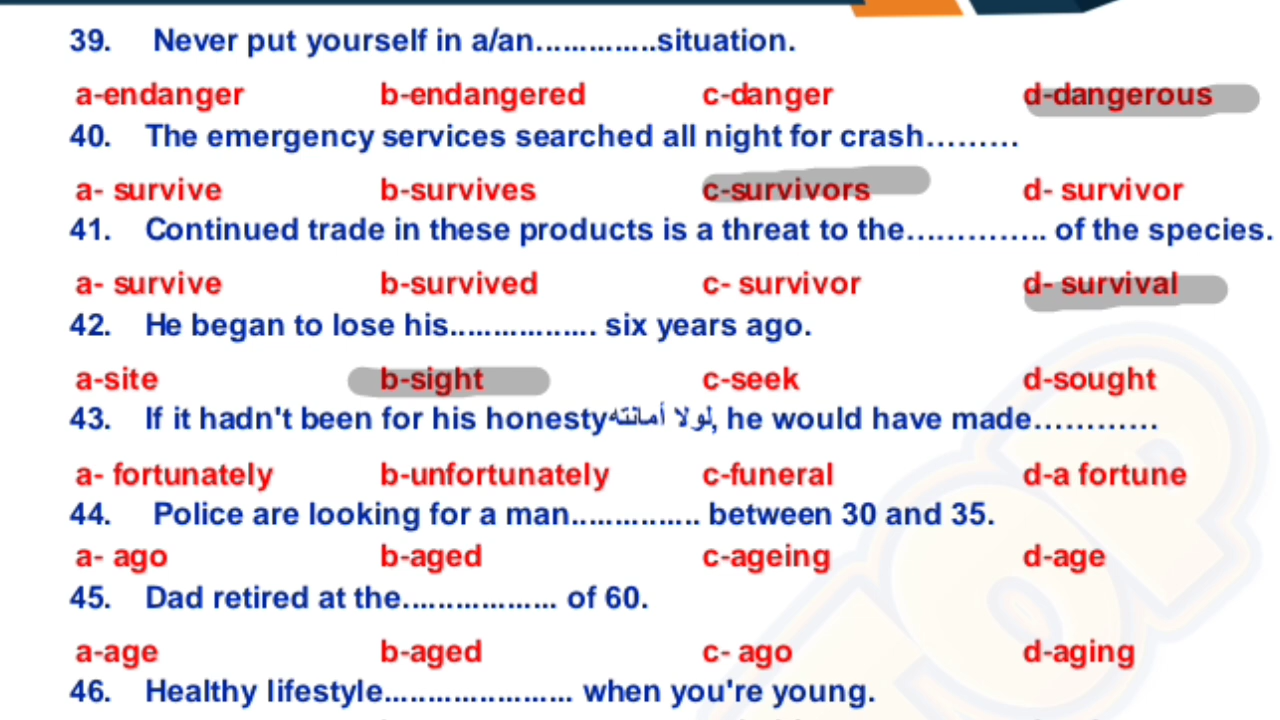 39. Never put yourself in a/an..............situation.
a-endanger b-endangered c-danger d-dangerous
40. The emergency services searched all night for crash………
a- survive b-survives c-survivors d- survivor
41. Continued trade in these products is a threat to the………….. of the species.
a- survive b-survived c- survivor d- survival
42. He began to lose his................. six years ago.
a-site b-sight c-seek d-sought
43. If it hadn't been for his honestyلولا أمانته, he would have made…………
a- fortunately b-unfortunately c-funeral d-a fortune
44. Police are looking for a man............... between 30 and 35.
a- ago b-aged c-ageing d-age
45. Dad retired at the.................. of 60.
a-age b-aged c- ago d-aging
46. Healthy lifestyle...................... when you're young.